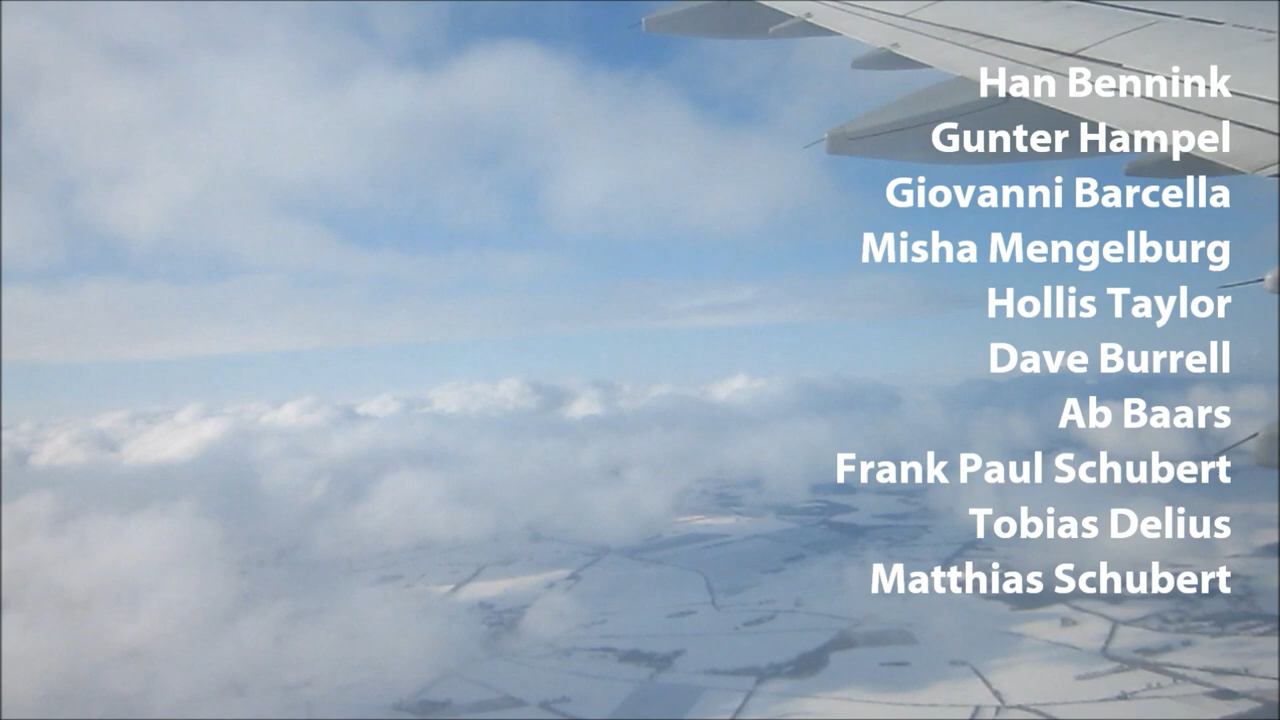 Han Bennink
Gunter Hampel
Giovanni Barcella
Misha Mengelburg
Hollis Taylor
Dave Burrell
Ab Baars
Frank Paul Schubert
Tobias Delius
Matthias Schubert